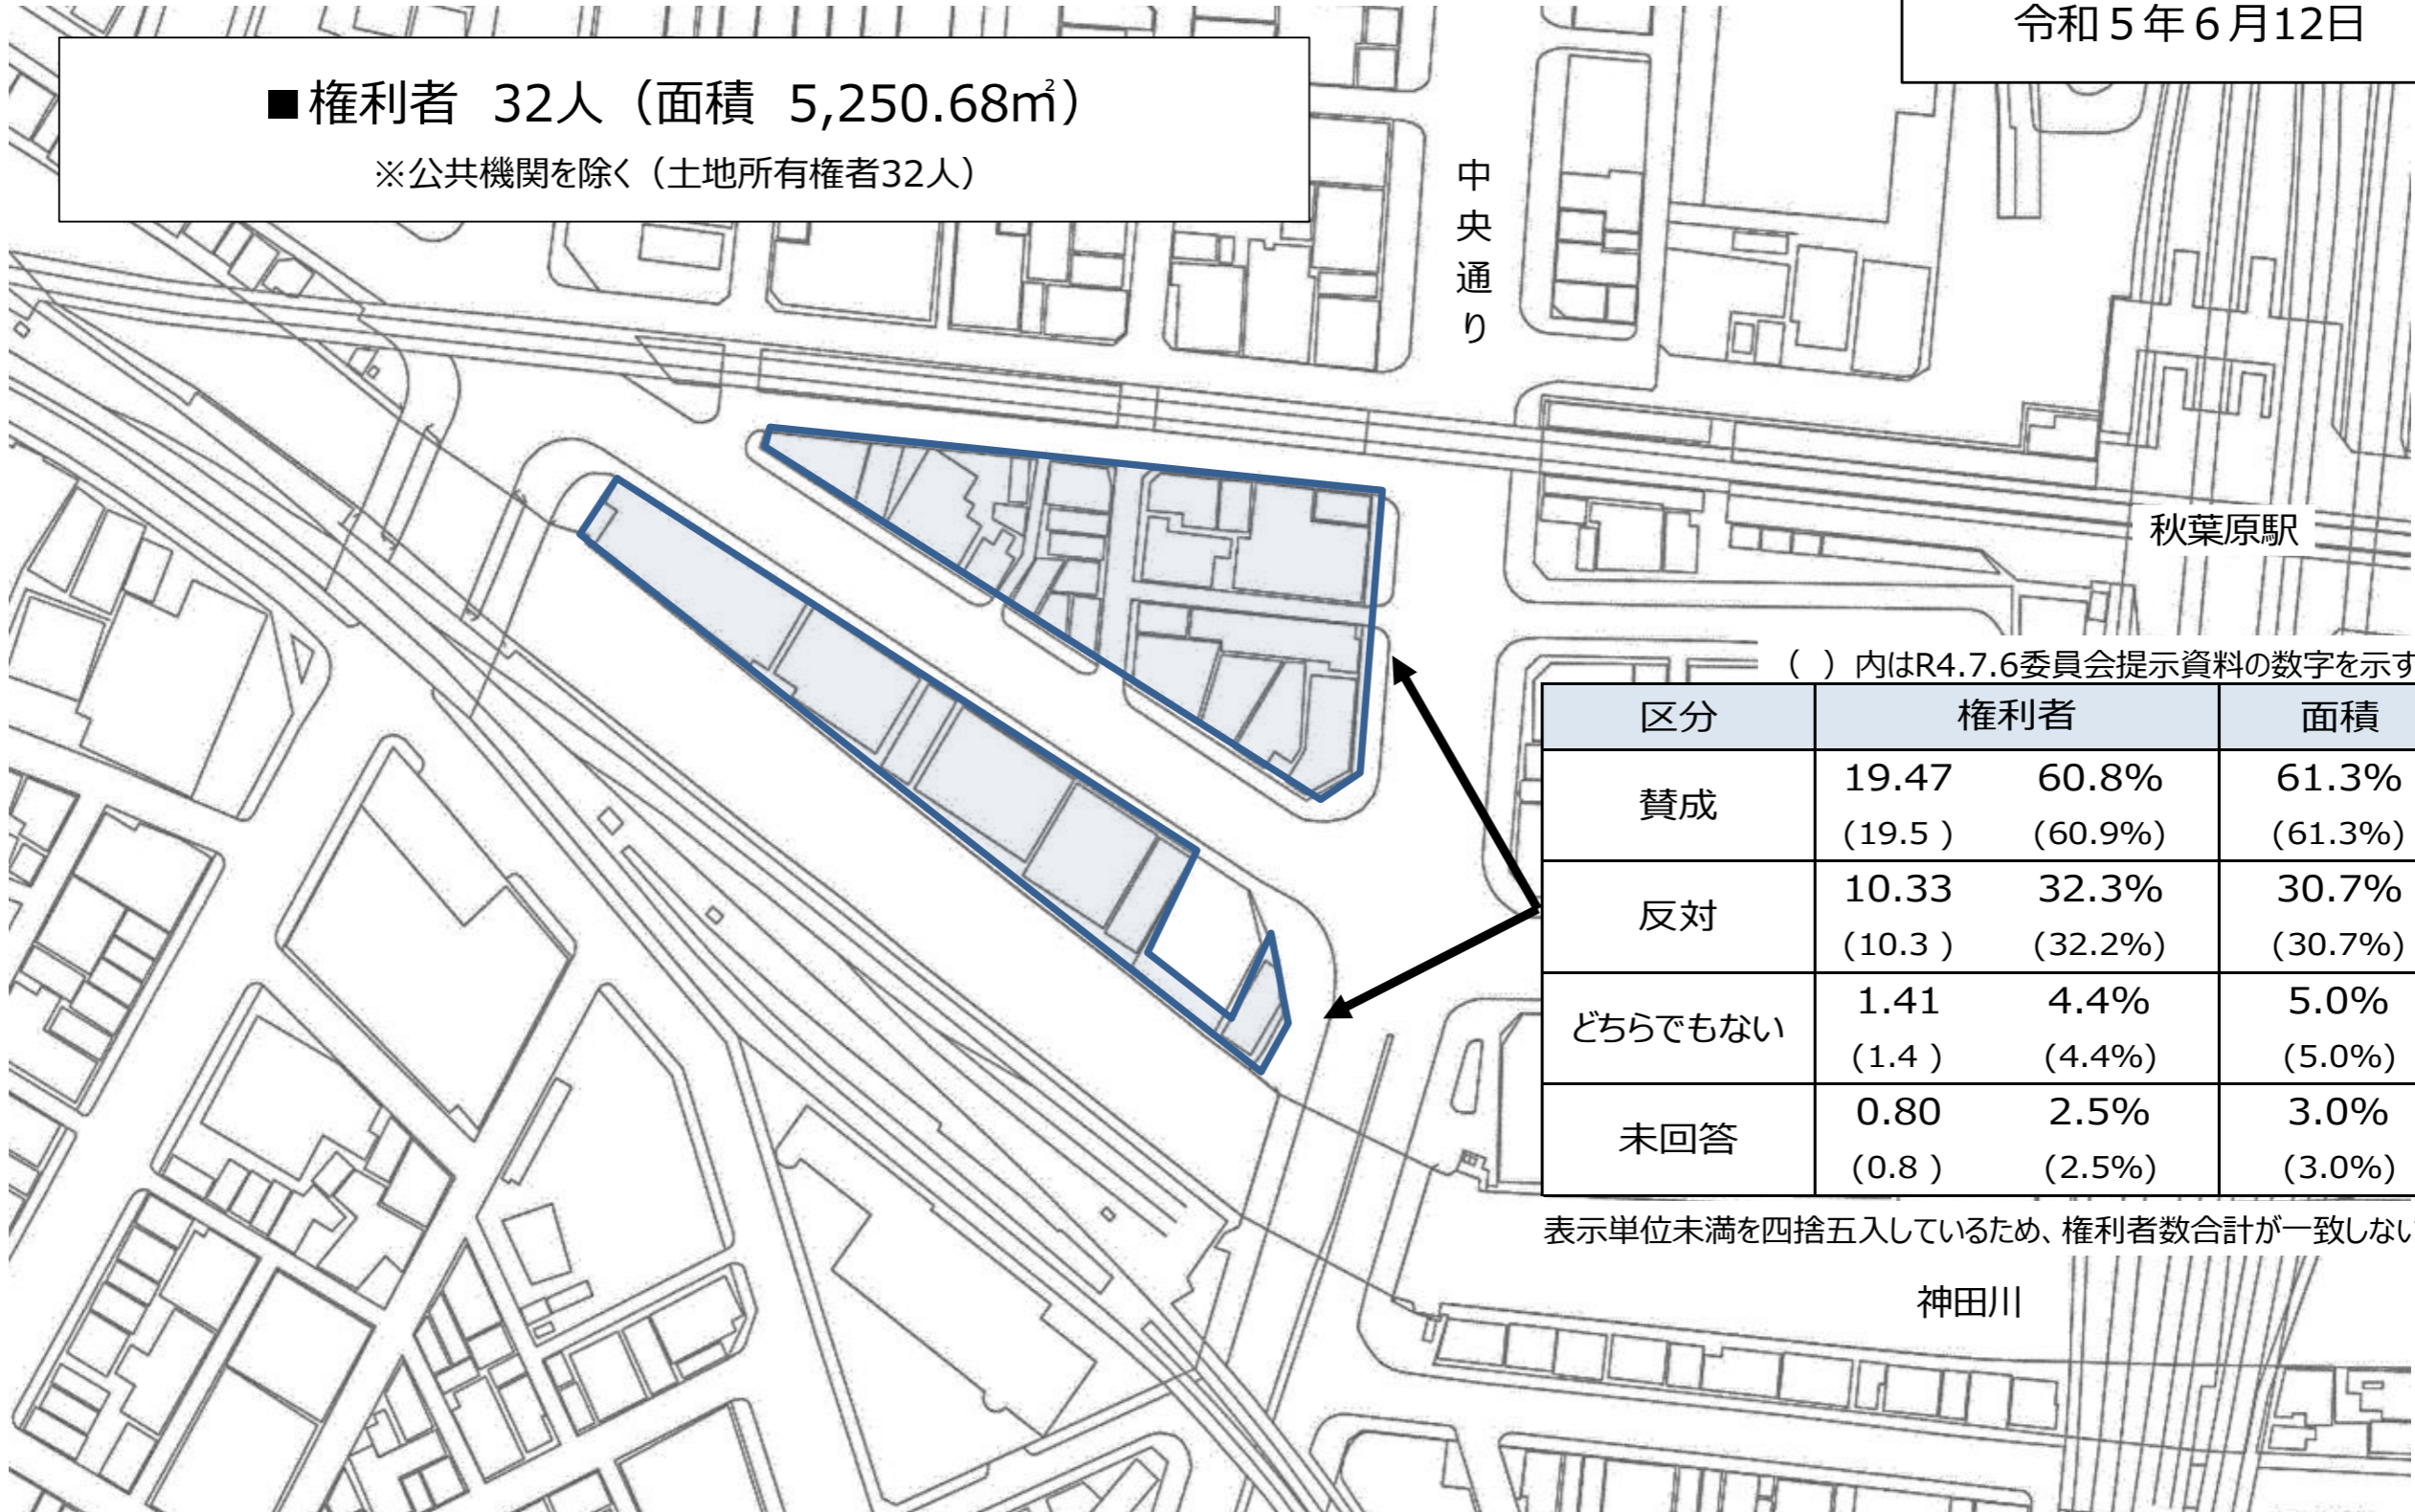 令和５年６月12日
■権利者 32人（面積 5,250.68㎡）
※公共機関を除く（土地所有権者32人）
中央通り
秋葉原駅
（ ）内はR4.7.6委員会提示資料の数字を示す
区分 権利者 面積
賛成 19.47 60.8% 61.3%
(19.5 ) (60.9%) (61.3%)
反対 10.33 32.3% 30.7%
(10.3 ) (32.2%) (30.7%)
どちらでもない 1.41 4.4% 5.0%
(1.4 ) (4.4%) (5.0%)
未回答 0.80 2.5% 3.0%
(0.8 ) (2.5%) (3.0%)
表示単位未満を四捨五入しているため、権利者数合計が一致しない
神田川